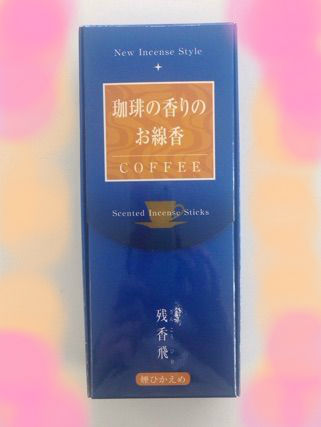 New Incense Style
珈琲の香りの
お線香
COFFEE
Scented Incense Sticks
残香飛
煙ひかえめ